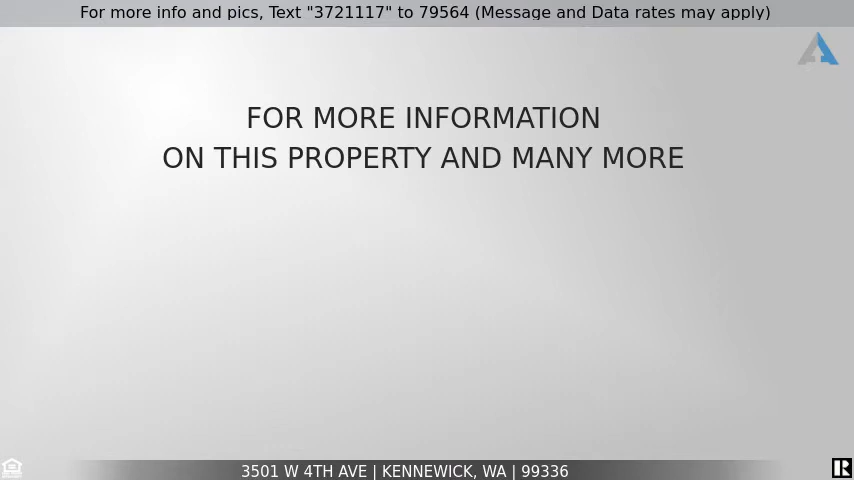 For more info and pics, Text "3721117" to 79564 (Message and Data rates may apply)
FOR MORE INFORMATION
ON THIS PROPERTY AND MANY MORE
3501 W 4TH AVE | KENNEWICK, WA | 99336